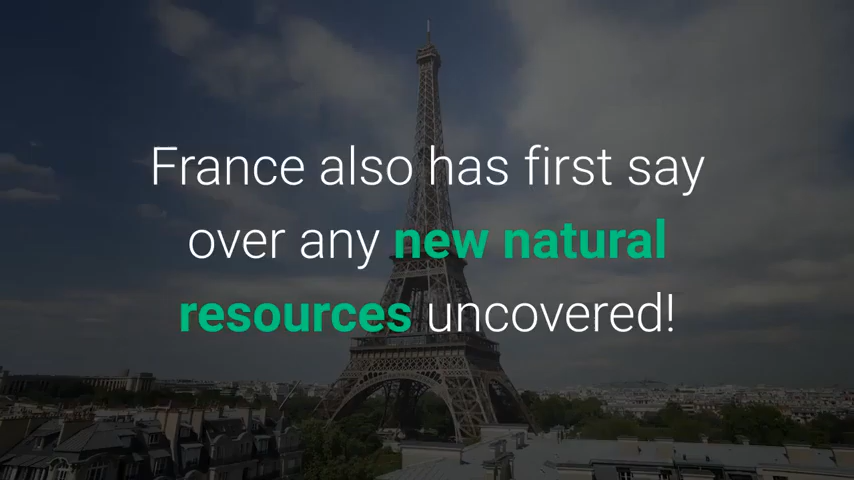 France also has first say
over any new natural
resources uncovered!